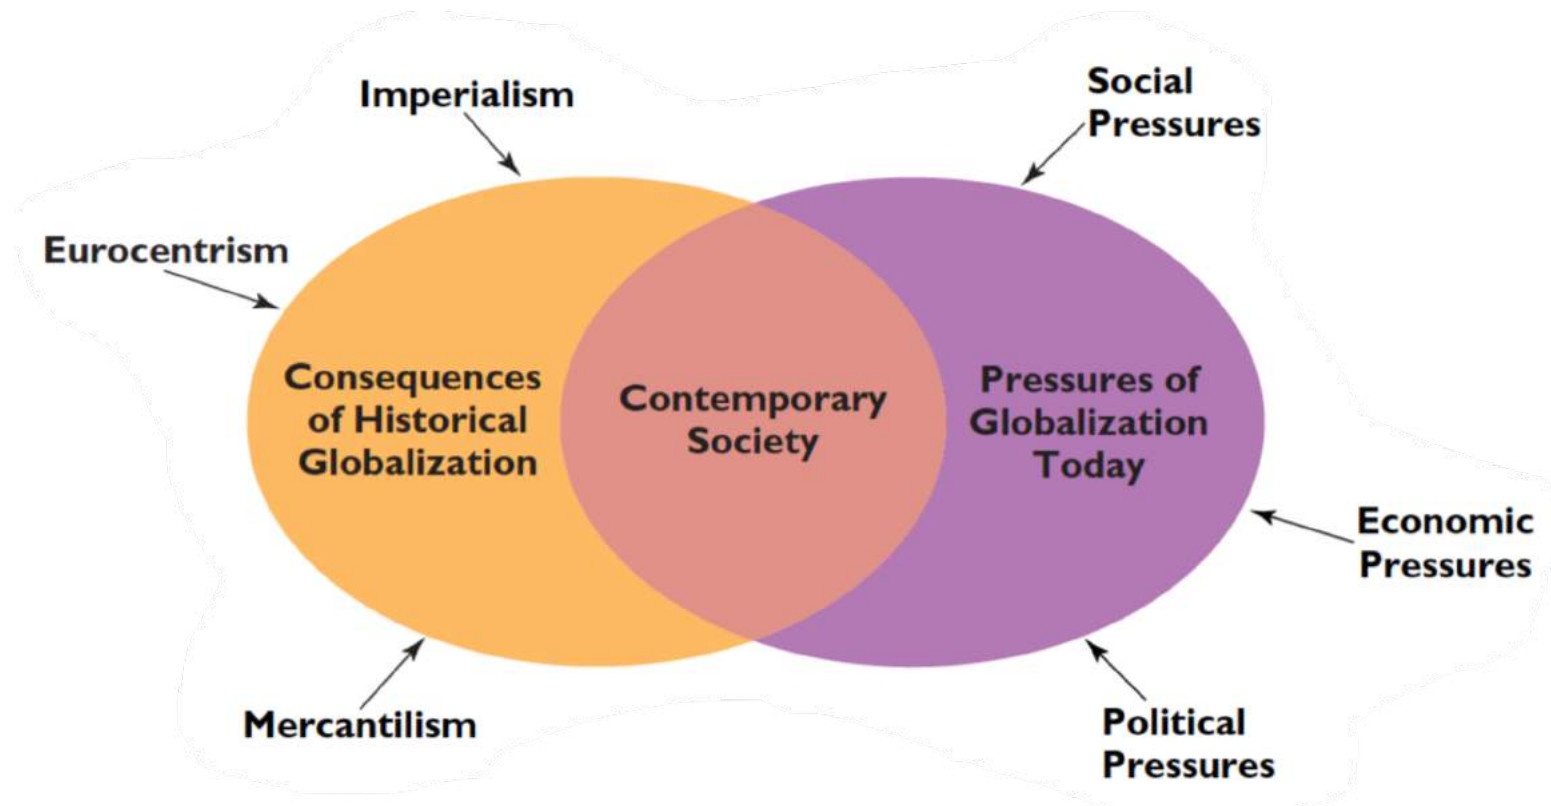 Imperialism
Social
Pressures
Eurocentrism
Consequences
of Historical
Globalization
Contemporary
Society
Pressures of
Globalization
Today
Economic
Pressures
Mercantilism
Political
Pressures